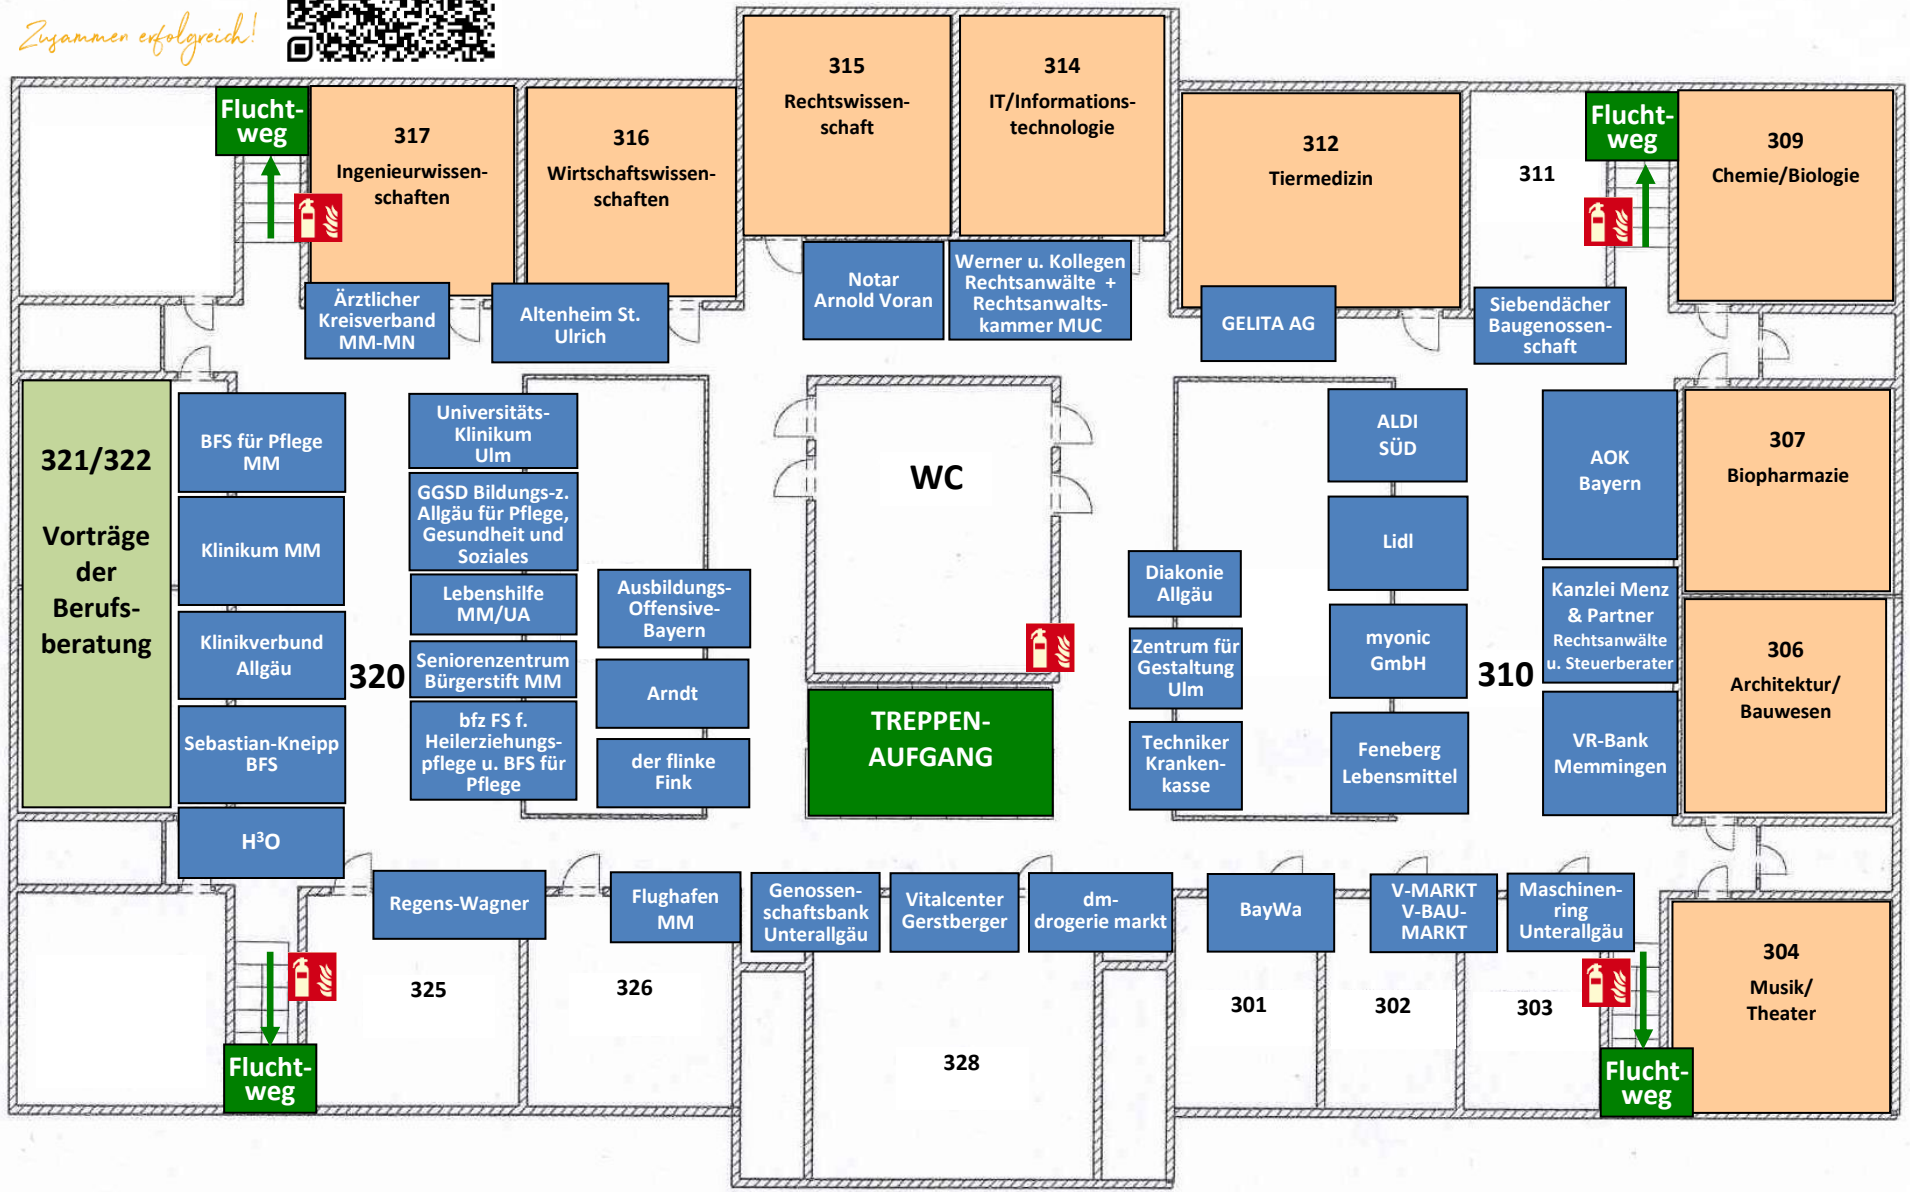 Zusammen erfolgreich!
Flucht-
weg
317
Ingenieurwissen-
schaften
316
Wirtschaftswissen-
schaften
315
Rechtswissen-
schaft
314
IT/Informations-
technologie
312
Tiermedizin
311
Flucht-
weg
309
Chemie/Biologie
Ärztlicher
Kreisverband
MM-MN
Altenheim St.
Ulrich
Notar
Arnold Voran
Werner u. Kollegen
Rechtsanwälte +
Rechtsanwalts-
kammer MUC
GELITA AG
Siebendächer
Baugenossen-
schaft
321/322
Vorträge
der
Berufs-
beratung
BFS für Pflege
MM
Klinikum MM
Klinikverbund
Allgäu
Sebastian-Kneipp
BFS
H³O
320
Universitäts-
Klinikum
Ulm
GGSD Bildungs-z.
Allgäu für Pflege,
Gesundheit und
Soziales
Lebenshilfe
MM/UA
Seniorenzentrum
Bürgerstift MM
bfz FS f.
Heilerziehungs-
pflege u. BFS für
Pflege
Ausbildungs-
Offensive-
Bayern
Arndt
der flinke
Fink
WC
TREPPEN-
AUFGANG
Diakonie
Allgäu
Zentrum für
Gestaltung
Ulm
Techniker
Kranken-
kasse
ALDI
SÜD
Lidl
myonic
GmbH
Feneberg
Lebensmittel
310
AOK
Bayern
Kanzlei Menz
& Partner
Rechtsanwälte
u. Steuerberater
VR-Bank
Memmingen
307
Biopharmazie
306
Architektur/
Bauwesen
Regens-Wagner
Flughafen
MM
Genossen-
schaftsbank
Unterallgäu
Vitalcenter
Gerstberger
dm-
drogerie markt
BayWa
V-MARKT
V-BAU-
MARKT
Maschinen-
ring
Unterallgäu
325
326
328
301
302
303
304
Musik/
Theater
Flucht-
weg
Flucht-
weg